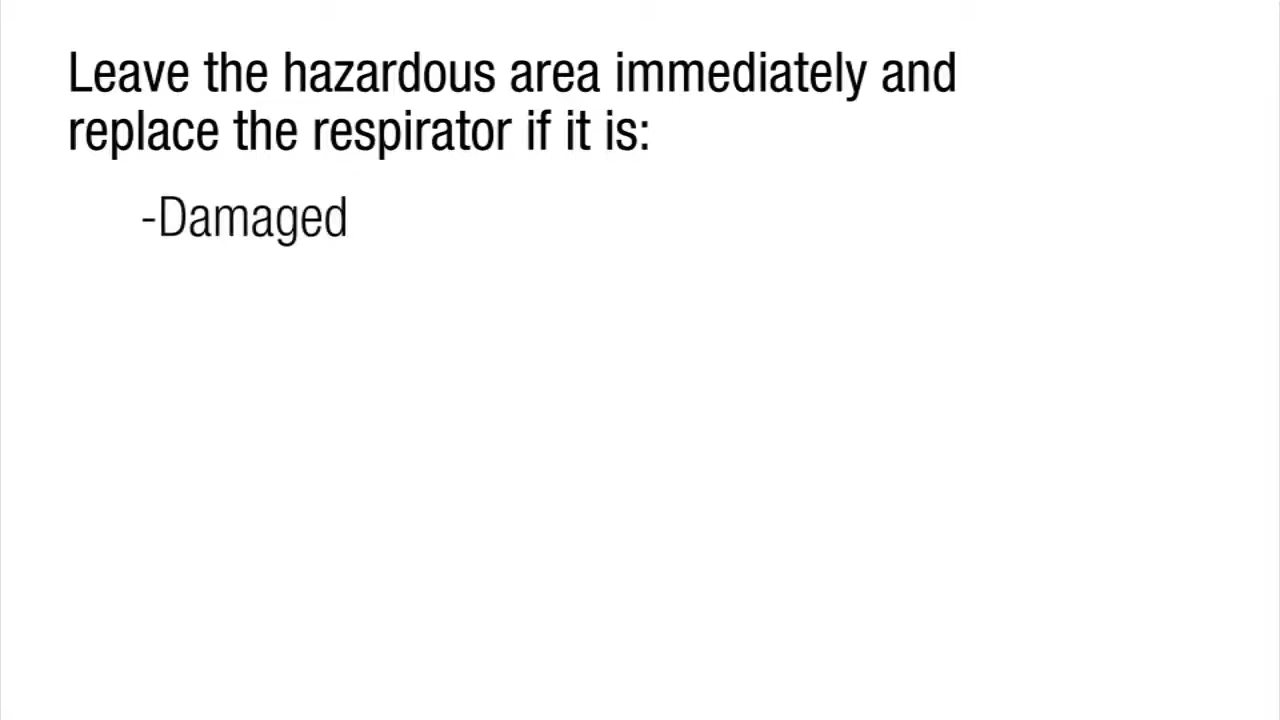 Leave the hazardous area immediately and
replace the respirator if it is:
-Damaged